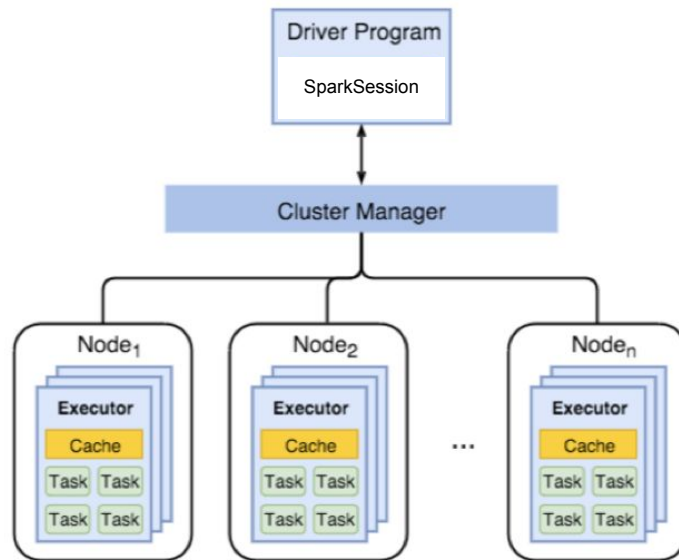 Driver Program
SparkSession
Cluster Manager
Node₁
Executor
Cache
Task Task
Task Task
Node₂
Executor
Cache
Task Task
Task Task
...
Nodeₙ
Executor
Cache
Task Task
Task Task